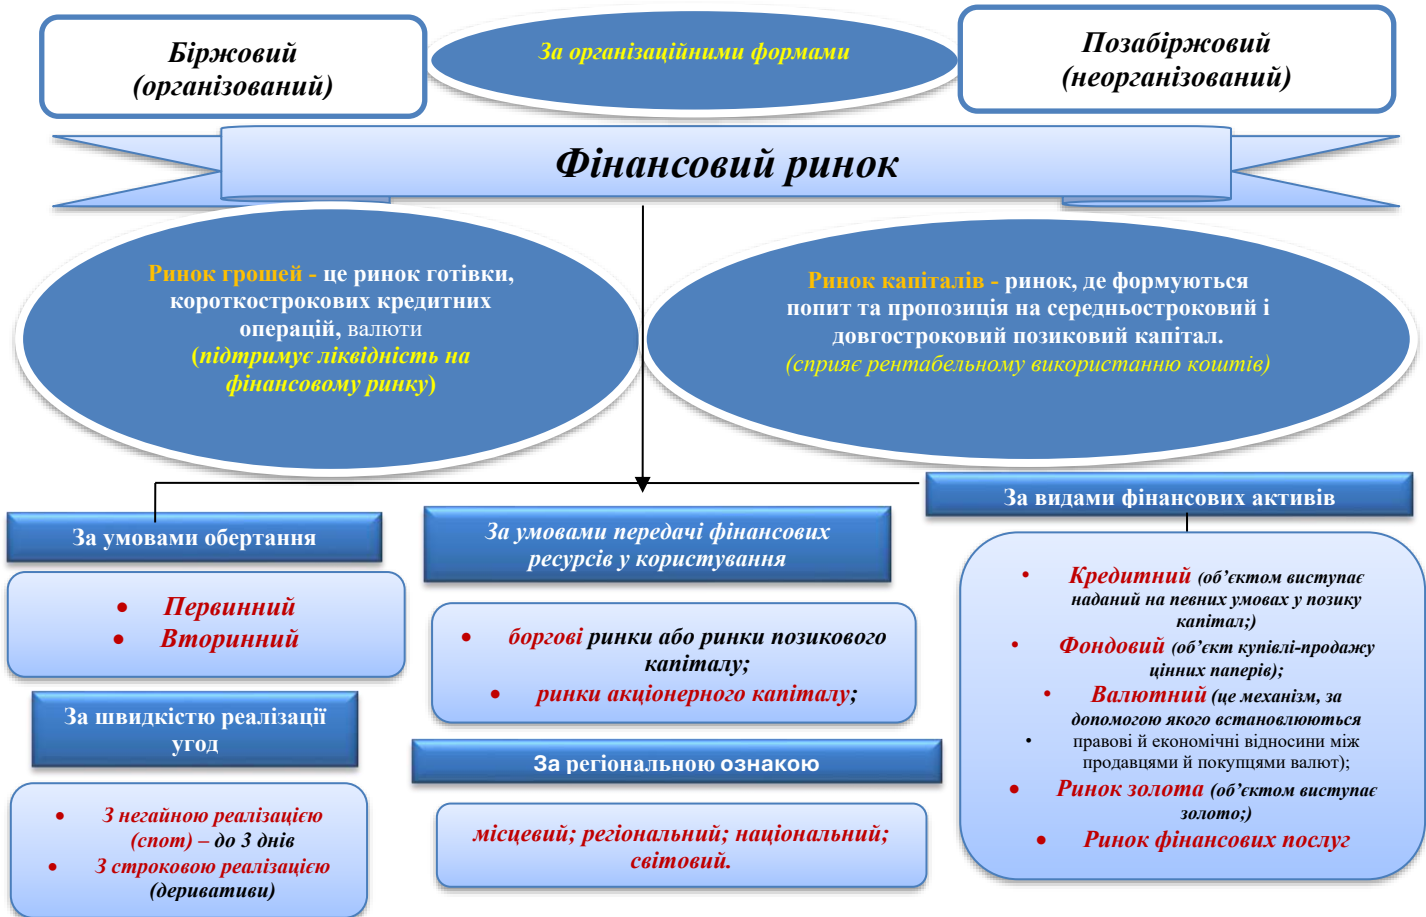 Біржовий
(організований)
За організаційними формами
Позабіржовий
(неорганізований)
Фінансовий ринок
Ринок грошей - це ринок готівки,
короткострокових кредитних
операцій, валюти
(підтримує ліквідність на
фінансовому ринку)
Ринок капіталів - ринок, де формуються
попит та пропозиція на середньостроковий і
довгостроковий позиковий капітал.
(сприяє рентабельному використанню коштів)
За умовами обертання
• Первинний
• Вторинний
За швидкістю реалізації
угод
• З негайною реалізацією
(спот) – до 3 днів
• З строковою реалізацією
(деривативи)
За умовами передачі фінансових
ресурсів у користування
• боргові ринки або ринки позикового
капіталу;
• ринки акціонерного капіталу;
За регіональною ознакою
місцевий; регіональний; національний;
світовий.
За видами фінансових активів
• Кредитний (об’єктом виступає
наданий на певних умовах у позику
капітал;)
• Фондовий (об’єкт купівлі-продажу
цінних паперів);
• Валютний (це механізм, за
допомогою якого встановлюються
• правові й економічні відносини між
продавцями й покупцями валют);
• Ринок золота (об’єктом виступає
золото;)
• Ринок фінансових послуг